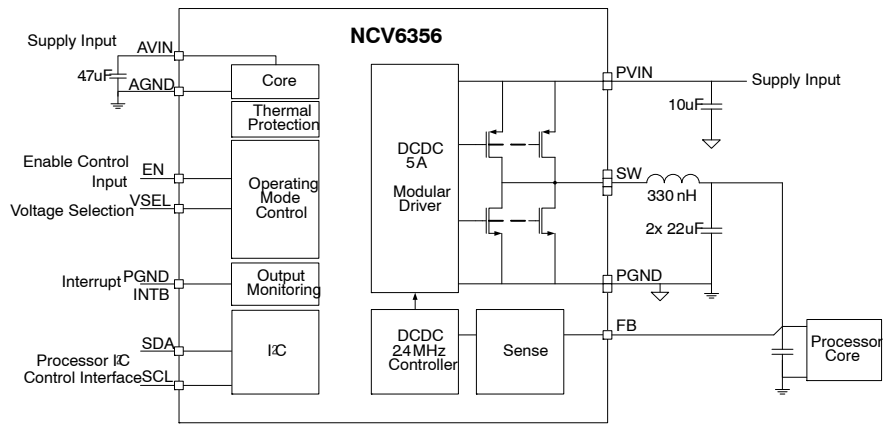 NCV6356
Supply Input
AVIN
47uF
AGND
Core
Thermal
Protection
Enable Control
Input
EN
Voltage Selection
VSEL
Operating
Mode
Control
Interrupt
PGND
INTB
Output
Monitoring
Processor I²C
Control Interface
SDA
SCL
I²C
DCDC
5A
Modular
Driver
DCDC
24MHz
Controller
Sense
PVIN
Supply Input
10uF
SW
330nH
2x 22uF
PGND
FB
Processor
Core